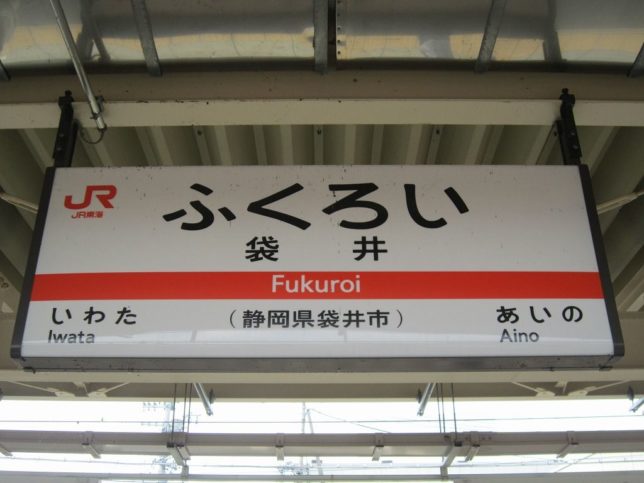 JR
JR東海
ふくろい
袋井
Fukuroi
いわた
Iwata
(静岡県袋井市)
あいの
Aino